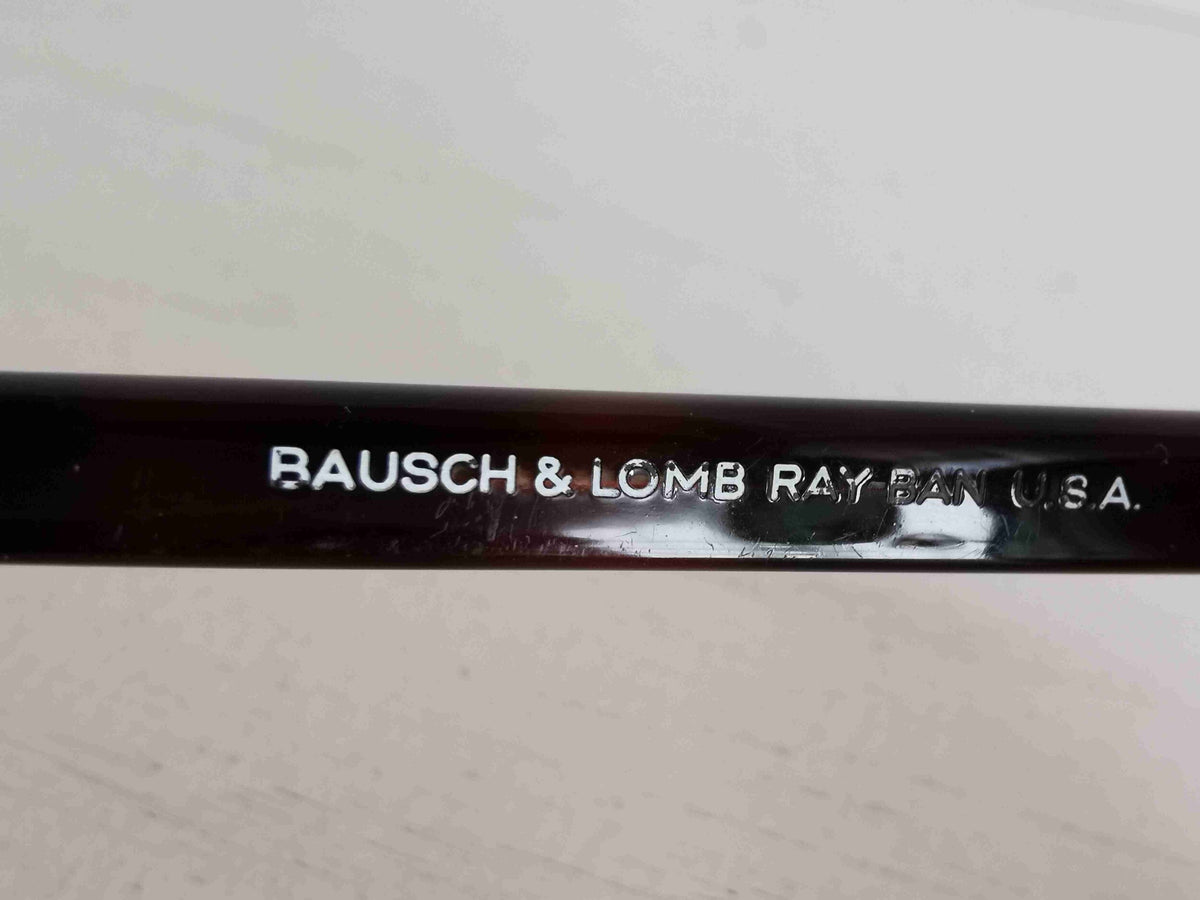 BAUSCH & LOMB RAY-BAN U.S.A.